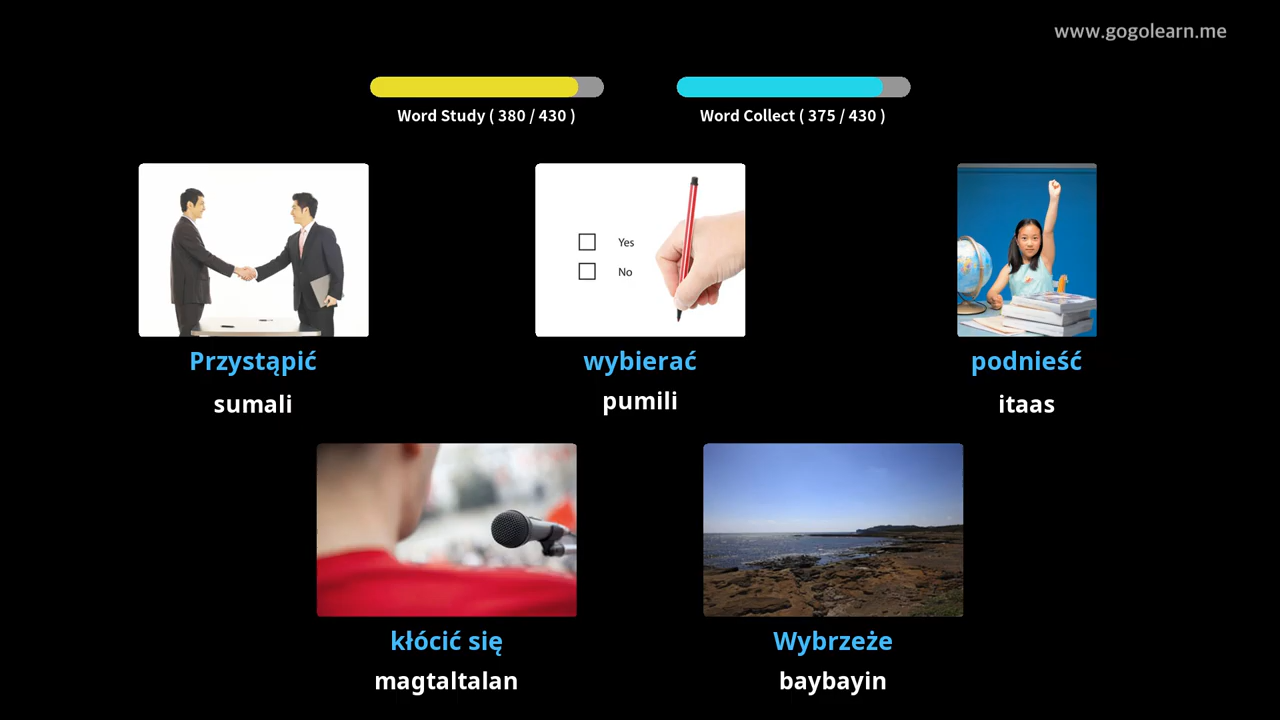 www.gogolearn.me
Word Study ( 380 / 430 )
Word Collect ( 375 / 430 )
Yes
No
Przystąpić
wybierać
podnieść
sumali
pumili
itaas
kłócić się
Wybrzeże
magtaltalan
baybayin